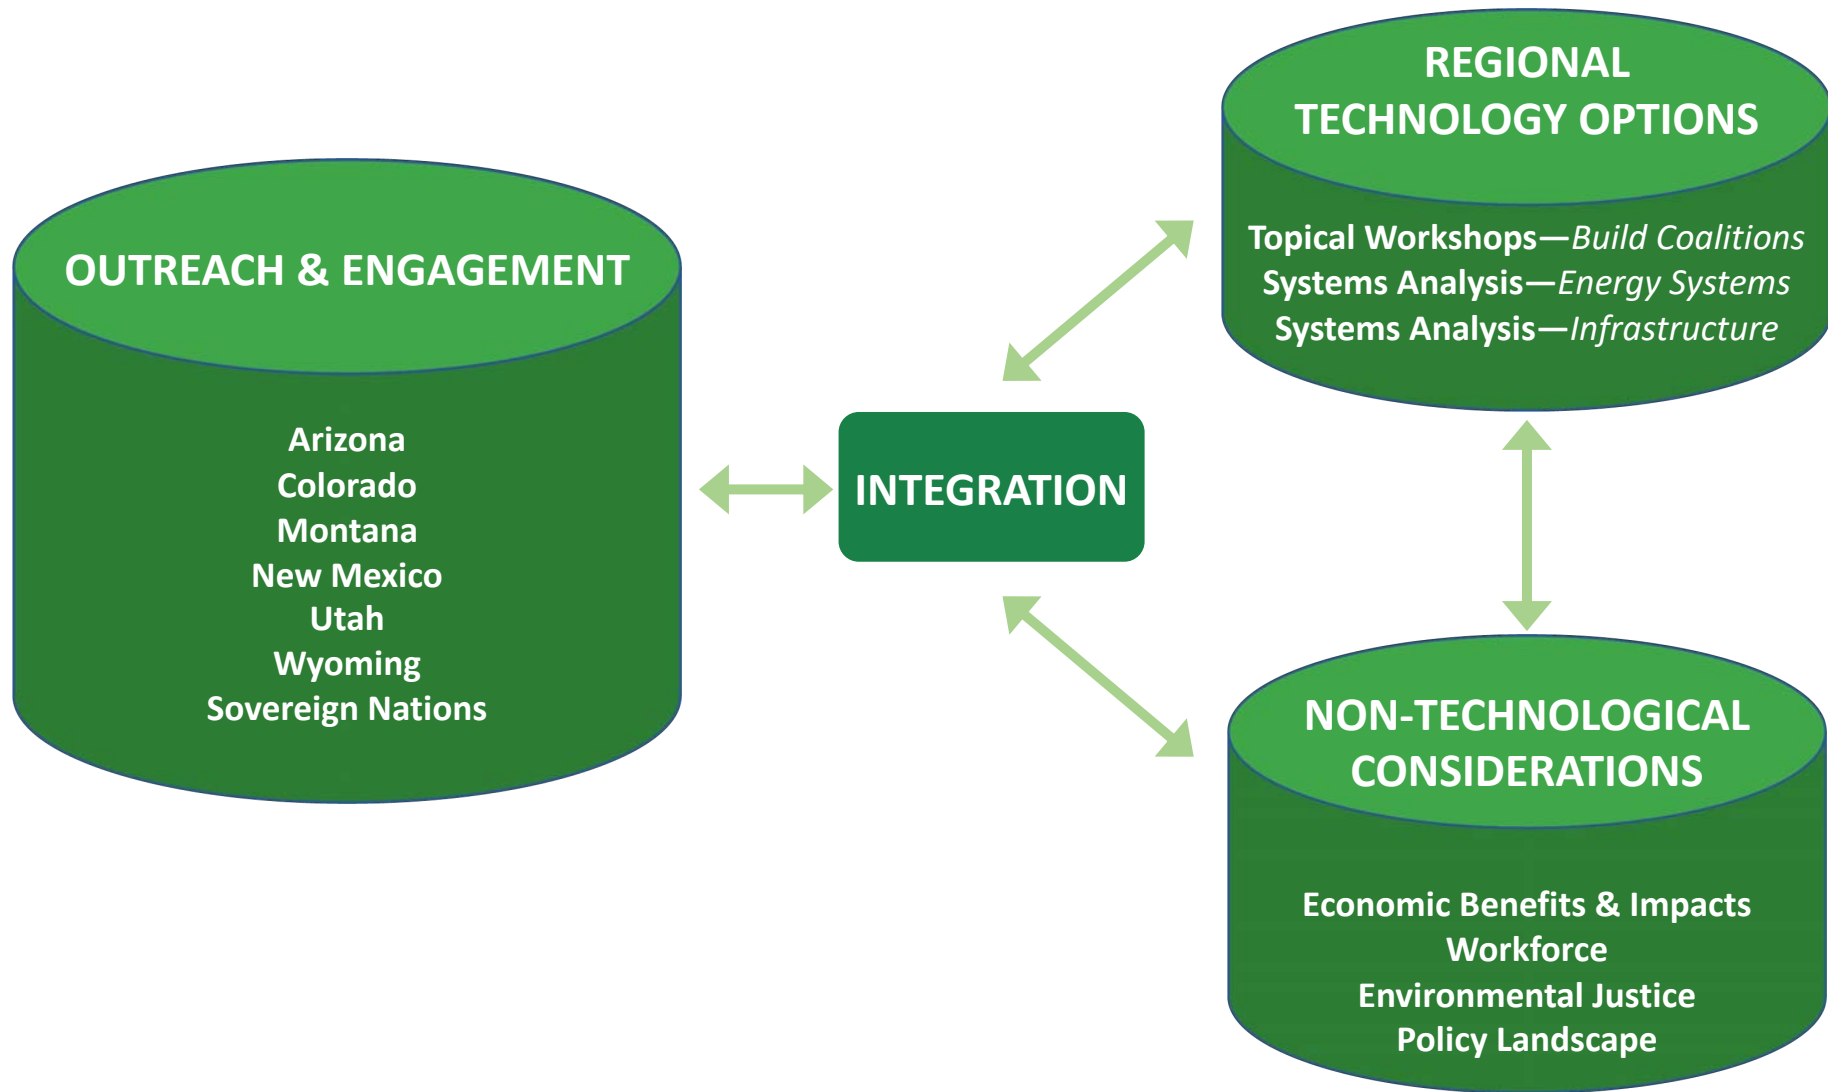 OUTREACH & ENGAGEMENT
Arizona
Colorado
Montana
New Mexico
Utah
Wyoming
Sovereign Nations
INTEGRATION
REGIONAL
TECHNOLOGY OPTIONS
Topical Workshops—Build Coalitions
Systems Analysis—Energy Systems
Systems Analysis—Infrastructure
NON-TECHNOLOGICAL
CONSIDERATIONS
Economic Benefits & Impacts
Workforce
Environmental Justice
Policy Landscape